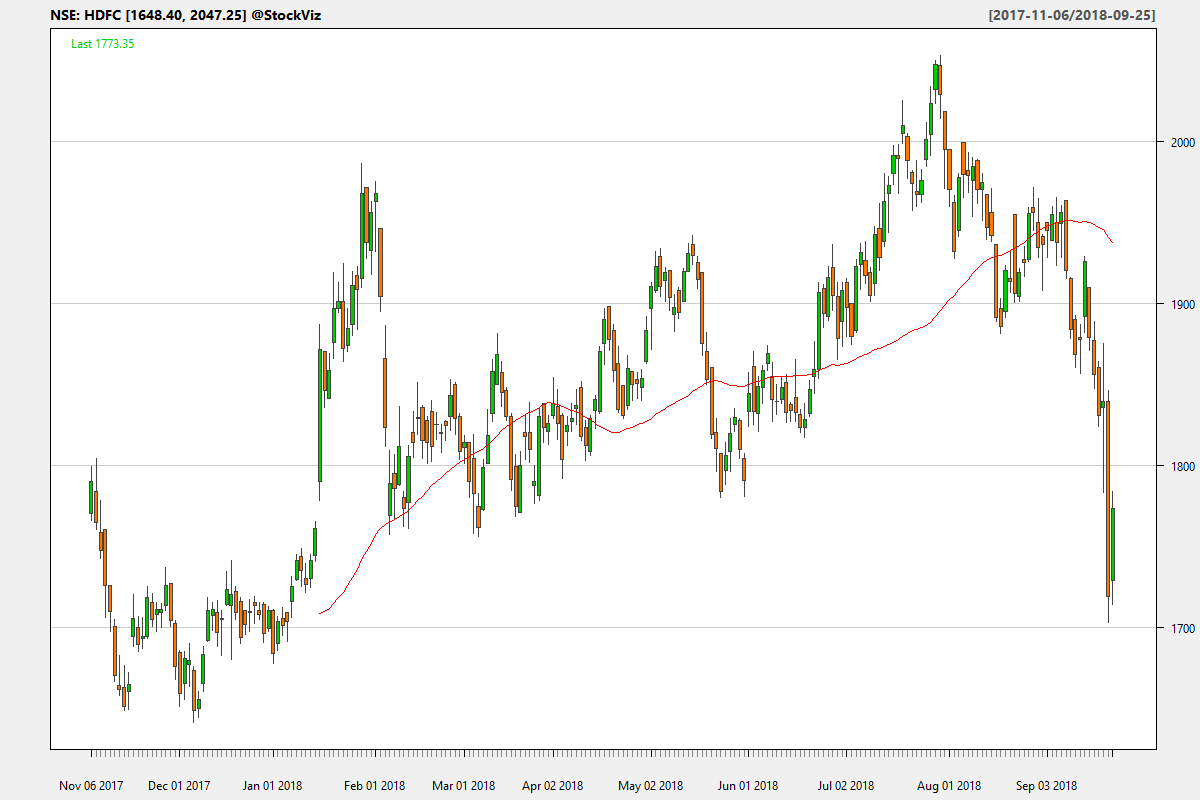 NSE: HDFC [1648.40, 2047.25] @StockViz
[2017-11-06/2018-09-25]
Last 1773.35
2000
1900
1800
1700
Nov 06 2017
Dec 01 2017
Jan 01 2018
Feb 01 2018
Mar 01 2018
Apr 02 2018
May 02 2018
Jun 01 2018
Jul 02 2018
Aug 01 2018
Sep 03 2018